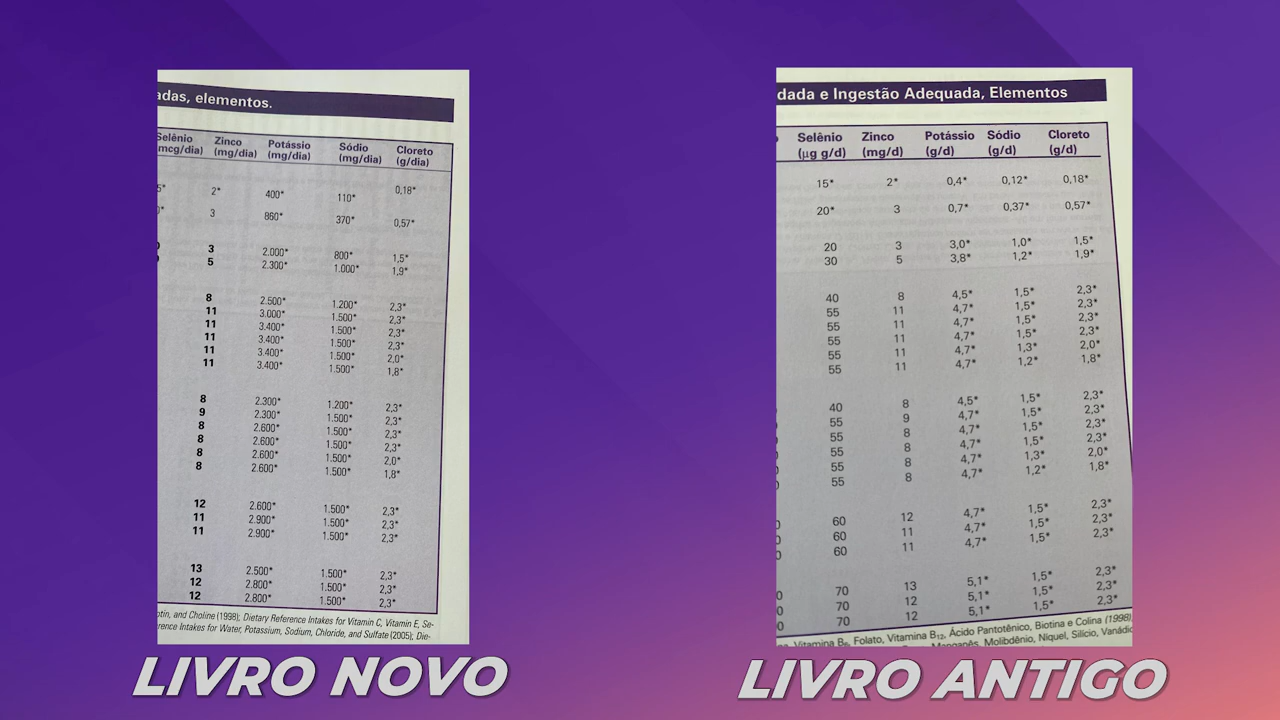 adas, elementos.
Selênio Zinco Potássio Sódio Cloreto
mcg/dia) (mg/dia) (mg/dia) (mg/dia) (g/dia)
5* 2* 400* 110* 0,18*
3 860* 370* 0,57*
3 2.000* 800* 1,5*
5 2.300* 1.000* 1,9*
8 2.500* 1.200* 2,3*
11 3.000* 1.500* 2,3*
11 3.400* 1.500* 2,3*
11 3.400* 1.500* 2,3*
11 3.400* 1.500* 2,0*
11 3.400* 1.500* 1,8*
8 2.300* 1.200* 2,3*
9 2.300* 1.500* 2,3*
8 2.600* 1.500* 2,3*
8 2.600* 1.500* 2,3*
8 2.600* 1.500* 2,0*
8 2.600* 1.500* 1,8*
12 2.600* 1.500* 2,3*
11 2.900* 1.500* 2,3*
11 2.900* 1.500* 2,3*
13 2.500* 1.500* 2,3*
12 2.800* 1.500* 2,3*
12 2.800* 1.500* 2,3*
otin, and Choline (1998); Dietary Reference Intakes for Vitamin C, Vitamin E, Se-
rence Intakes for Water, Potassium, Sodium, Chloride, and Sulfate (2005); Die-
LIVRO NOVO
dada e Ingestão Adequada, Elementos
Selênio Zinco Potássio Sódio Cloreto
(µg g/d) (mg/d) (g/d) (g/d) (g/d)
15* 2* 0,4* 0,12* 0,18*
20* 3 0,7* 0,37* 0,57*
20 3 3,0* 1,0* 1,5*
30 5 3,8* 1,2* 1,9*
40 8 4,5* 1,5* 2,3*
55 11 4,7* 1,5* 2,3*
55 11 4,7* 1,5* 2,3*
55 11 4,7* 1,5* 2,3*
55 11 4,7* 1,3* 2,0*
55 11 4,7* 1,2* 1,8*
40 8 4,5* 1,5* 2,3*
55 9 4,7* 1,5* 2,3*
55 8 4,7* 1,5* 2,3*
55 8 4,7* 1,5* 2,3*
55 8 4,7* 1,3* 2,0*
55 8 4,7* 1,2* 1,8*
60 12 4,7* 1,5* 2,3*
60 11 4,7* 1,5* 2,3*
60 11 4,7* 1,5* 2,3*
70 13 5,1* 1,5* 2,3*
70 12 5,1* 1,5* 2,3*
70 12 5,1* 1,5* 2,3*
Vitamina B6, Folato, Vitamina B12, Ácido Pantotênico, Biotina e Colina (1998)
Manganês, Molibdênio, Níquel, Silício, Vanádio
LIVRO ANTIGO